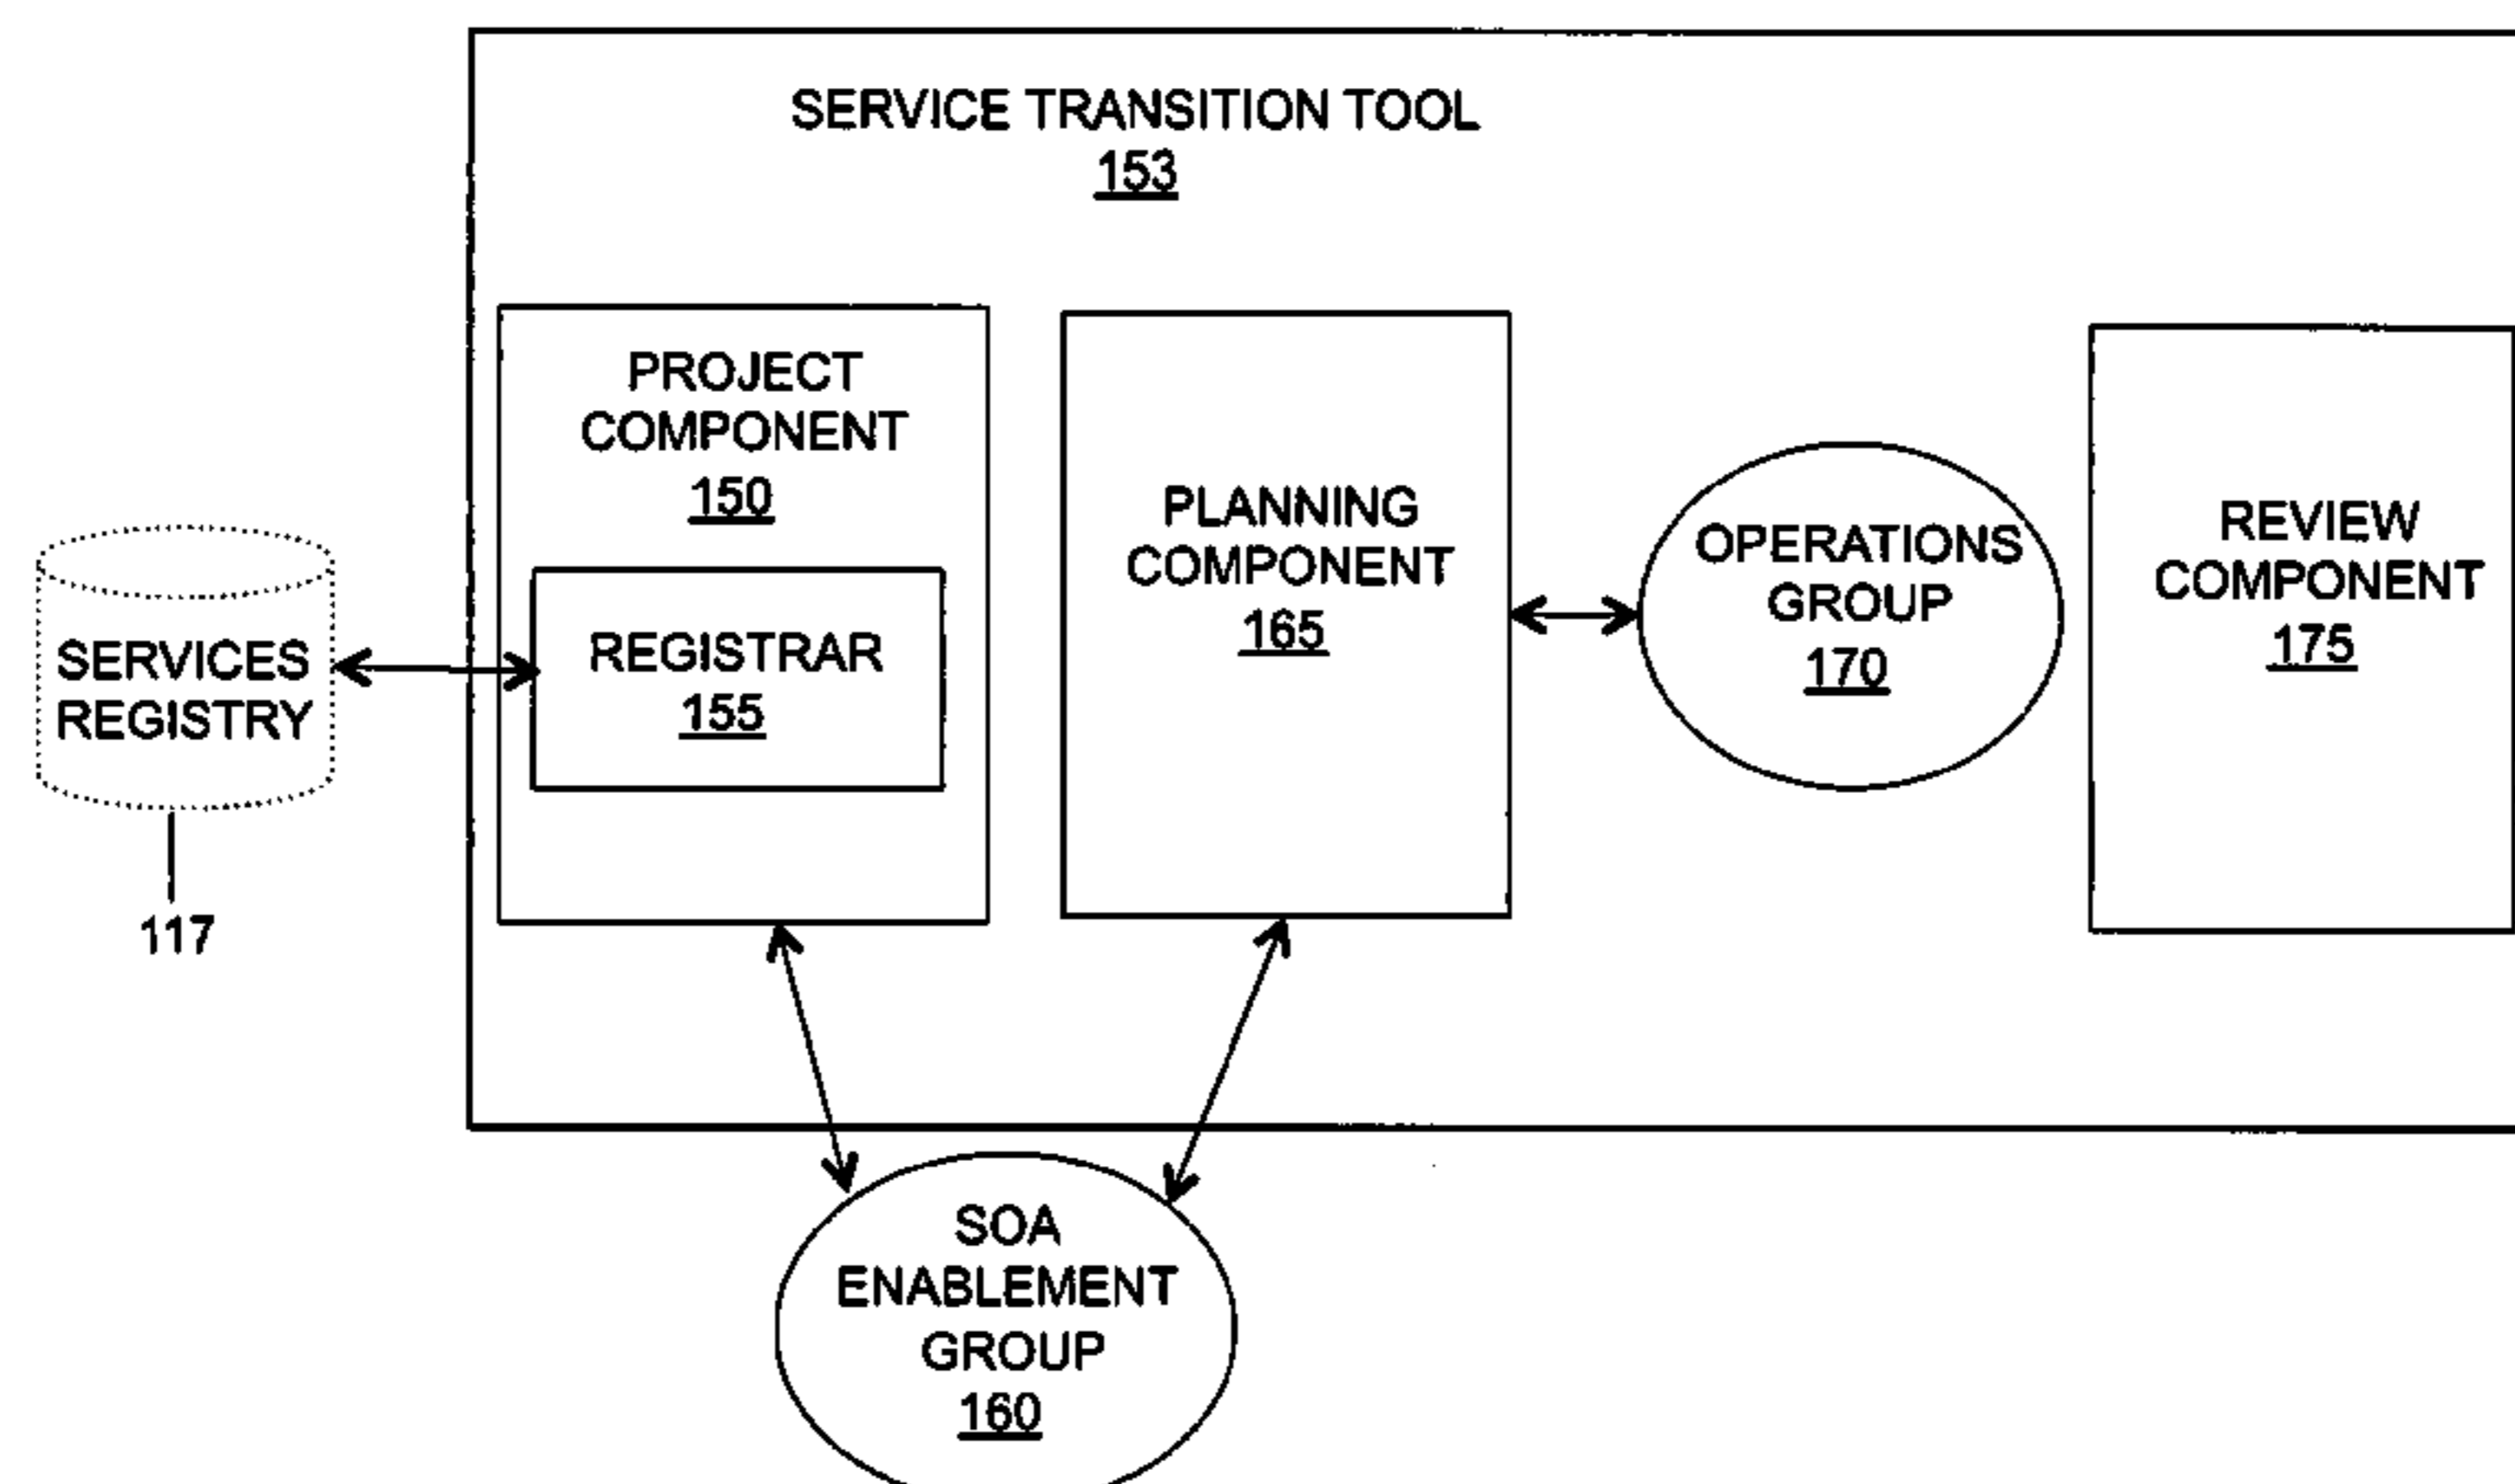 SERVICE TRANSITION TOOL
153
PROJECT
COMPONENT
150
REGISTRAR
155
PLANNING
COMPONENT
165
OPERATIONS
GROUP
170
REVIEW
COMPONENT
175
SERVICES
REGISTRY
117
SOA
ENABLEMENT
GROUP
160